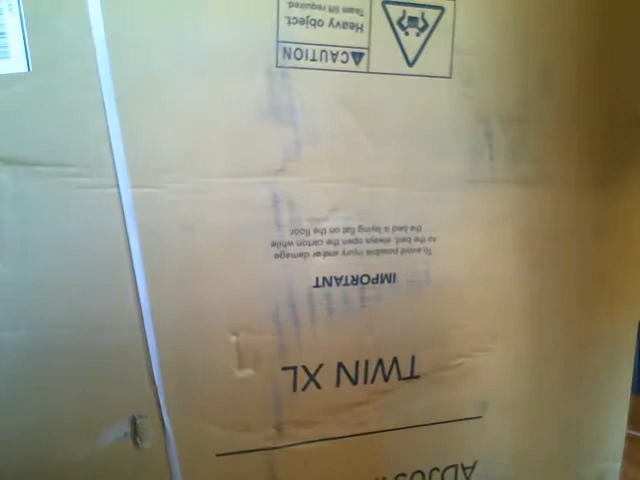 TWIN XL
IMPORTANT
To avoid possible injury and/or damage
to the bed, always open the carton while
the bed is laying flat on the floor.
CAUTION
Heavy object.
Team lift required.